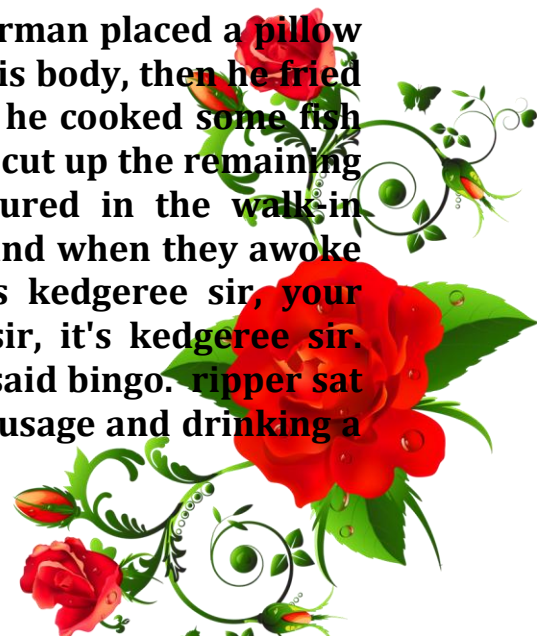 rman placed a pillow
is body, then he fried
he cooked some fish
cut up the remaining
ured in the walk-in
nd when they awoke
s kedgeree sir, your
sir, it's kedgeree sir.
said bingo. ripper sat
usage and drinking a